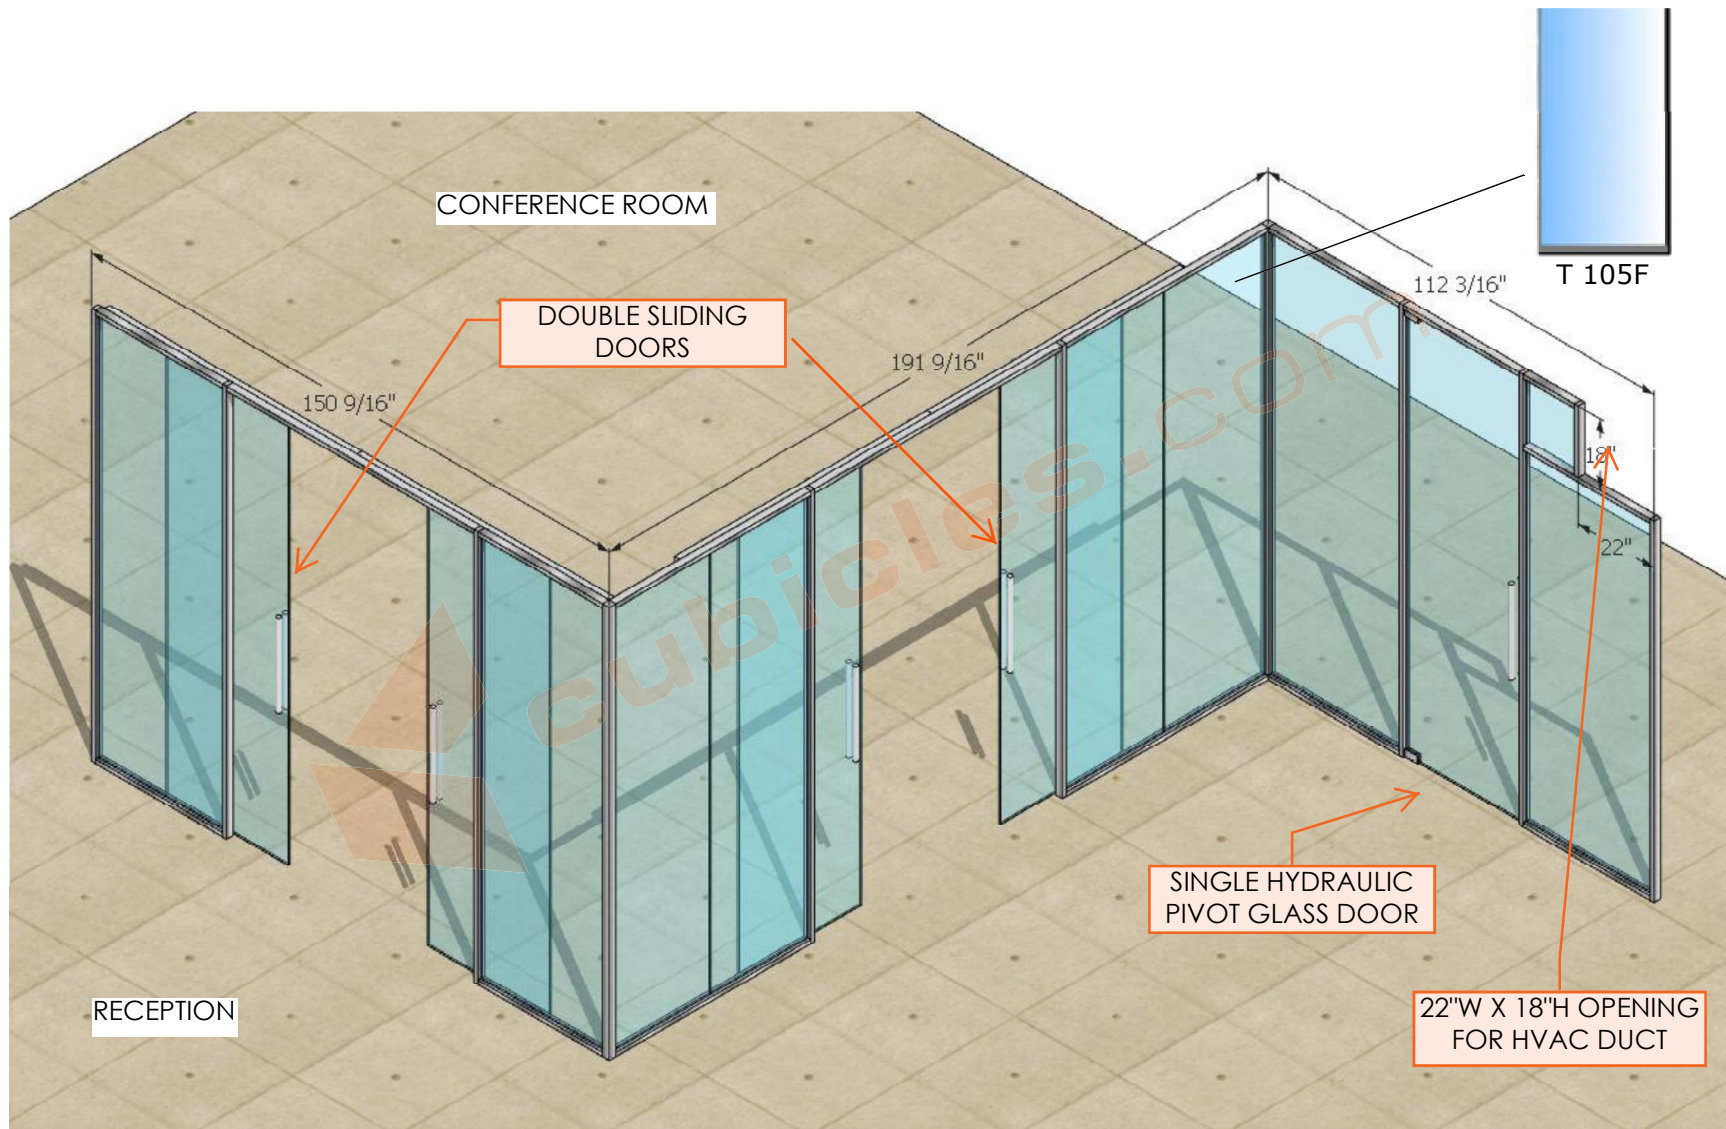 T 105F
CONFERENCE ROOM
112 3/16"
DOUBLE SLIDING
DOORS
191 9/16"
150 9/16"
18"
22"
cubicles.com
SINGLE HYDRAULIC
PIVOT GLASS DOOR
RECEPTION
22"W X 18"H OPENING
FOR HVAC DUCT